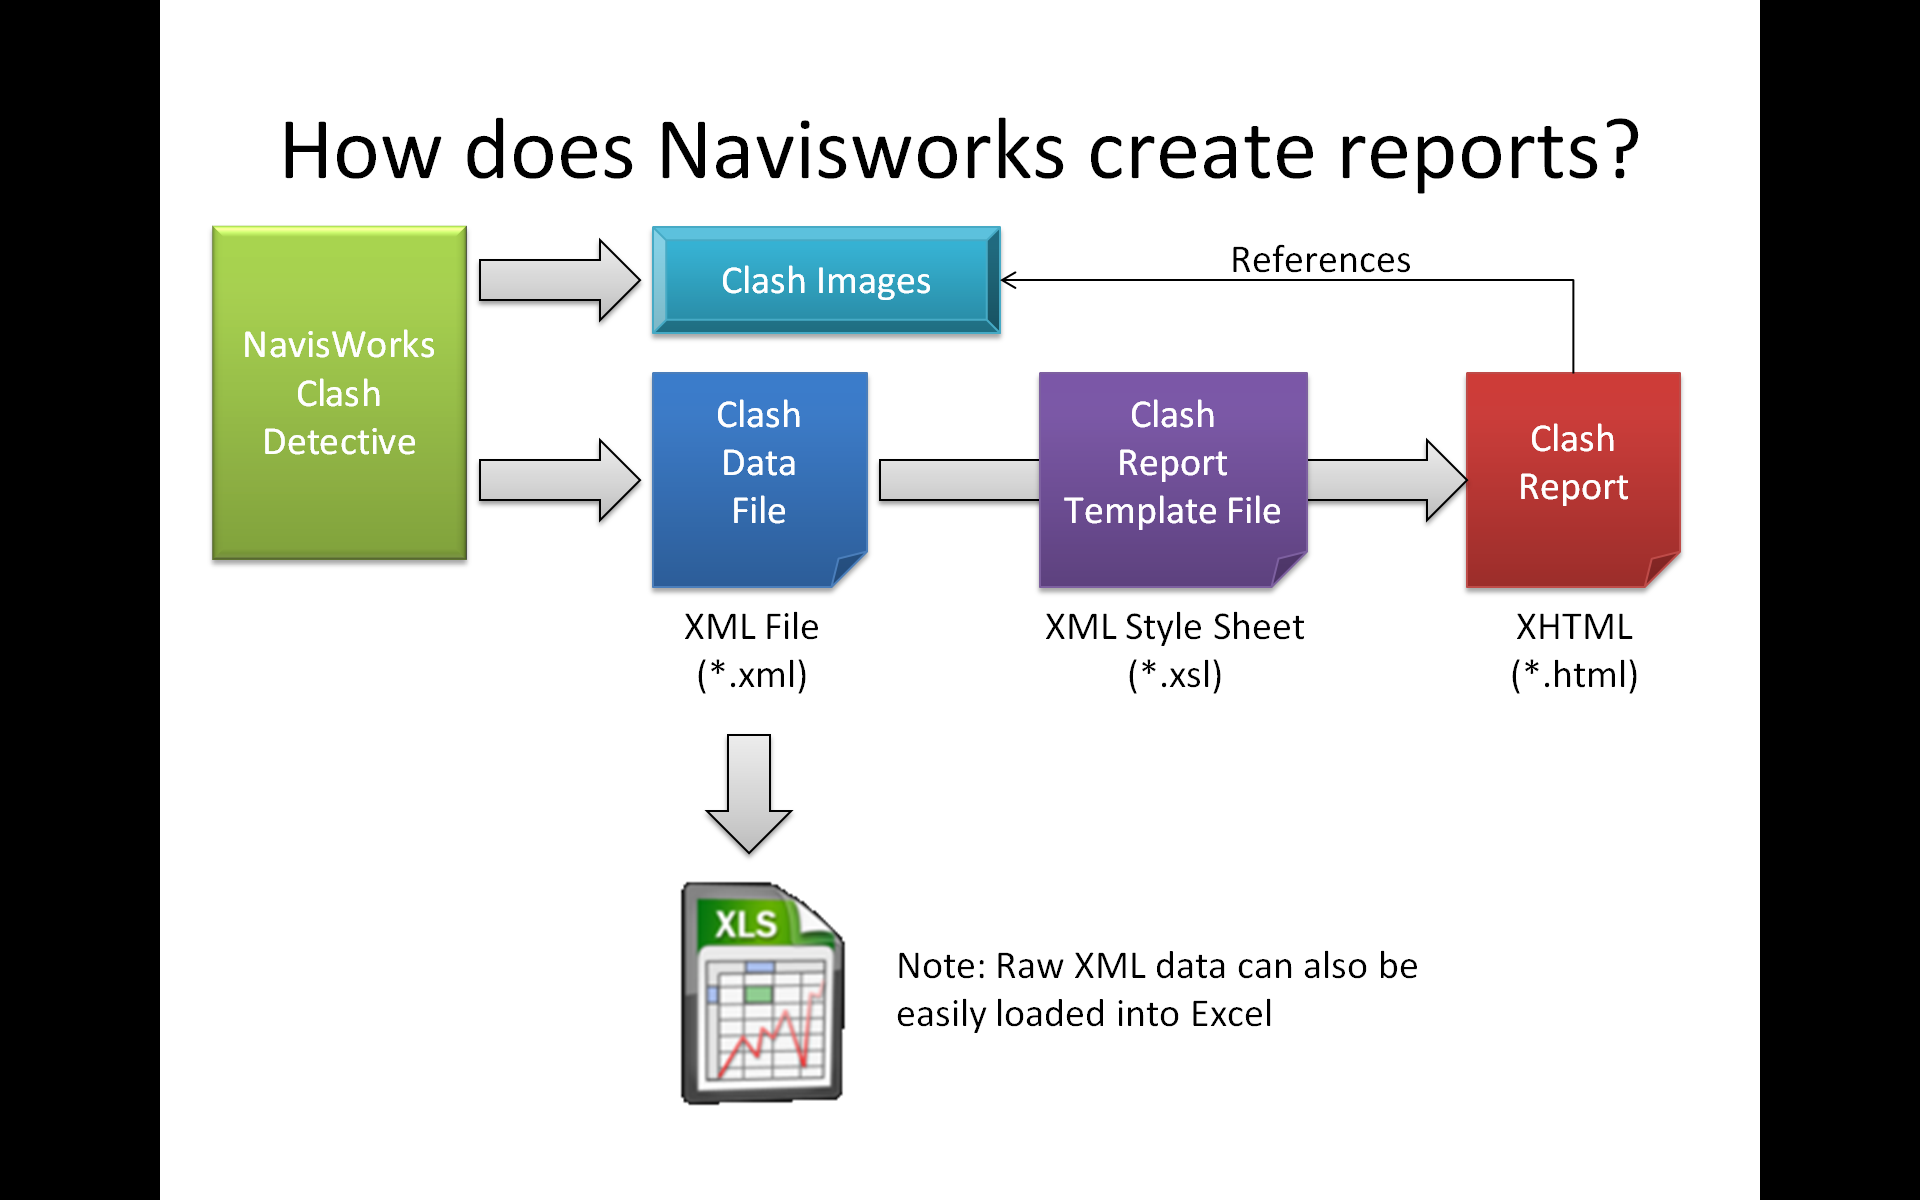 How does Navisworks create reports?
NavisWorks
Clash
Detective
Clash Images
References
Clash
Data
File
Clash
Report
Template File
Clash
Report
XML File
(*.xml)
XML Style Sheet
(*.xsl)
XHTML
(*.html)
XLS
Note: Raw XML data can also be
easily loaded into Excel